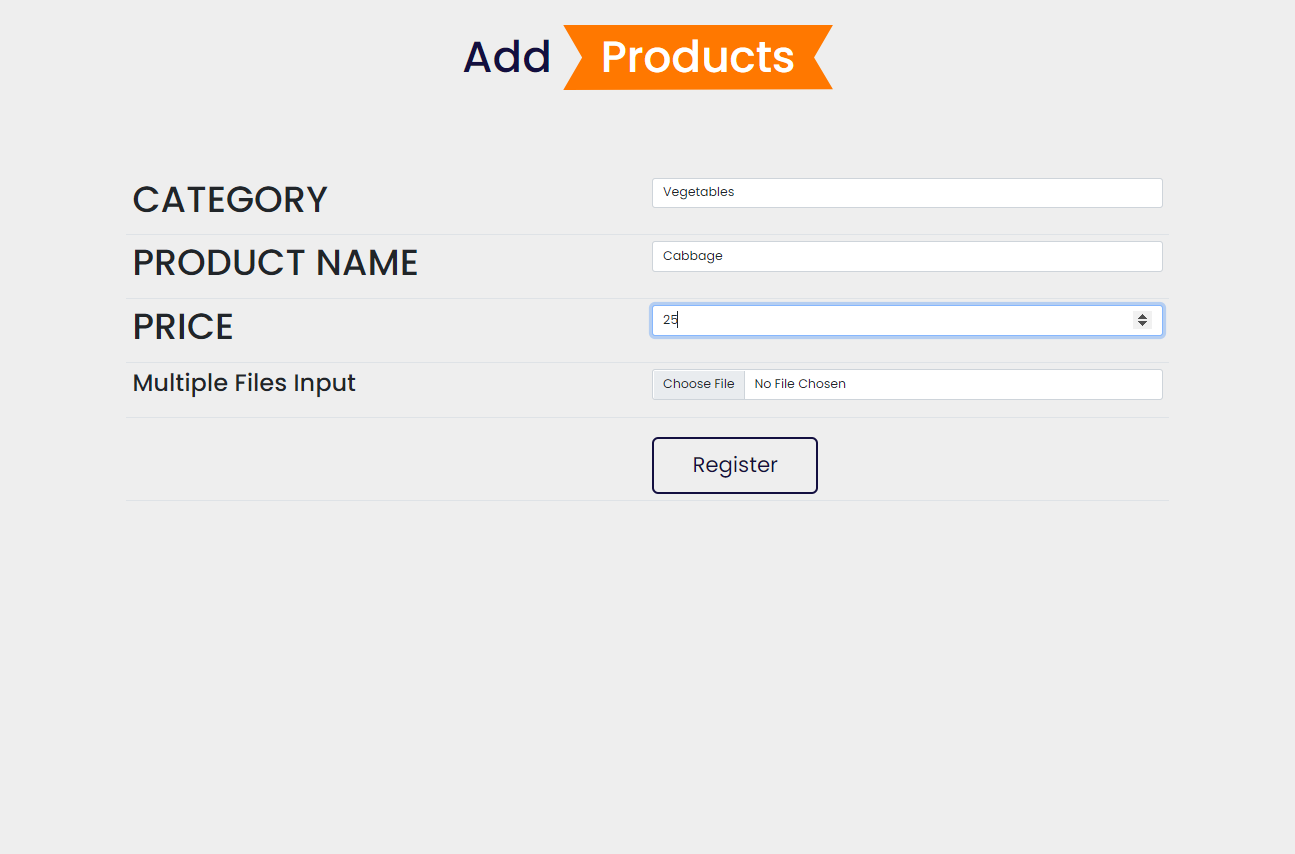 Add Products
CATEGORY
Vegetables
PRODUCT NAME
Cabbage
PRICE
25
Multiple Files Input
Choose File No File Chosen
Register